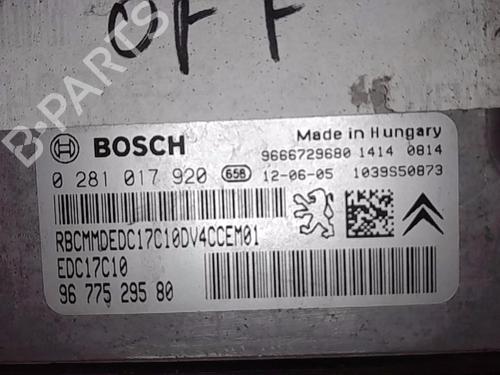 OFF
B-PARTS
BOSCH
Made in Hungary
9666729680 1414 0814
0 281 017 920 658 12-06-05 1039S50873
RBCMMDEDC17C10DV4CCEM01
EDC17C10
96 775 295 80